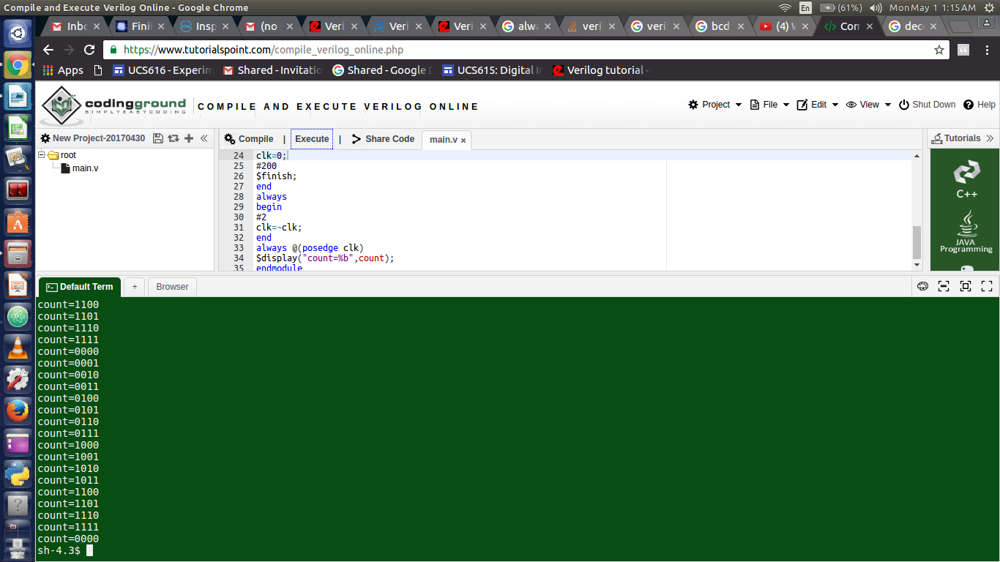 Compile and Execute Verilog Online - Google Chrome
En (61%) Mon May 1 1:15 AM
Inbo Fini Insp (no Veri Veri Veri alwa veril veril bcd (4) Com deco
https://www.tutorialspoint.com/compile_verilog_online.php
Apps UCS616 - Experim Shared - Invitatio Shared - Google UCS615: Digital Verilog tutorial -
codingground
SIMPLYEASYCODING
COMPILE AND EXECUTE VERILOG ONLINE
Project File Edit View Shut Down Help
New Project-20170430
root
main.v
Compile | Execute | Share Code main.v x
24 clk=0;
25 #200
26 $finish;
27 end
28 always
29 begin
30 #2
31 clk=~clk;
32 end
33 always @(posedge clk)
34 $display("count=%b",count);
35 endmodule
Tutorials
C++
JAVA
Programming
Default Term + Browser
count=1100
count=1101
count=1110
count=1111
count=0000
count=0001
count=0010
count=0011
count=0100
count=0101
count=0110
count=0111
count=1000
count=1001
count=1010
count=1011
count=1100
count=1101
count=1110
count=1111
count=0000
sh-4.3$